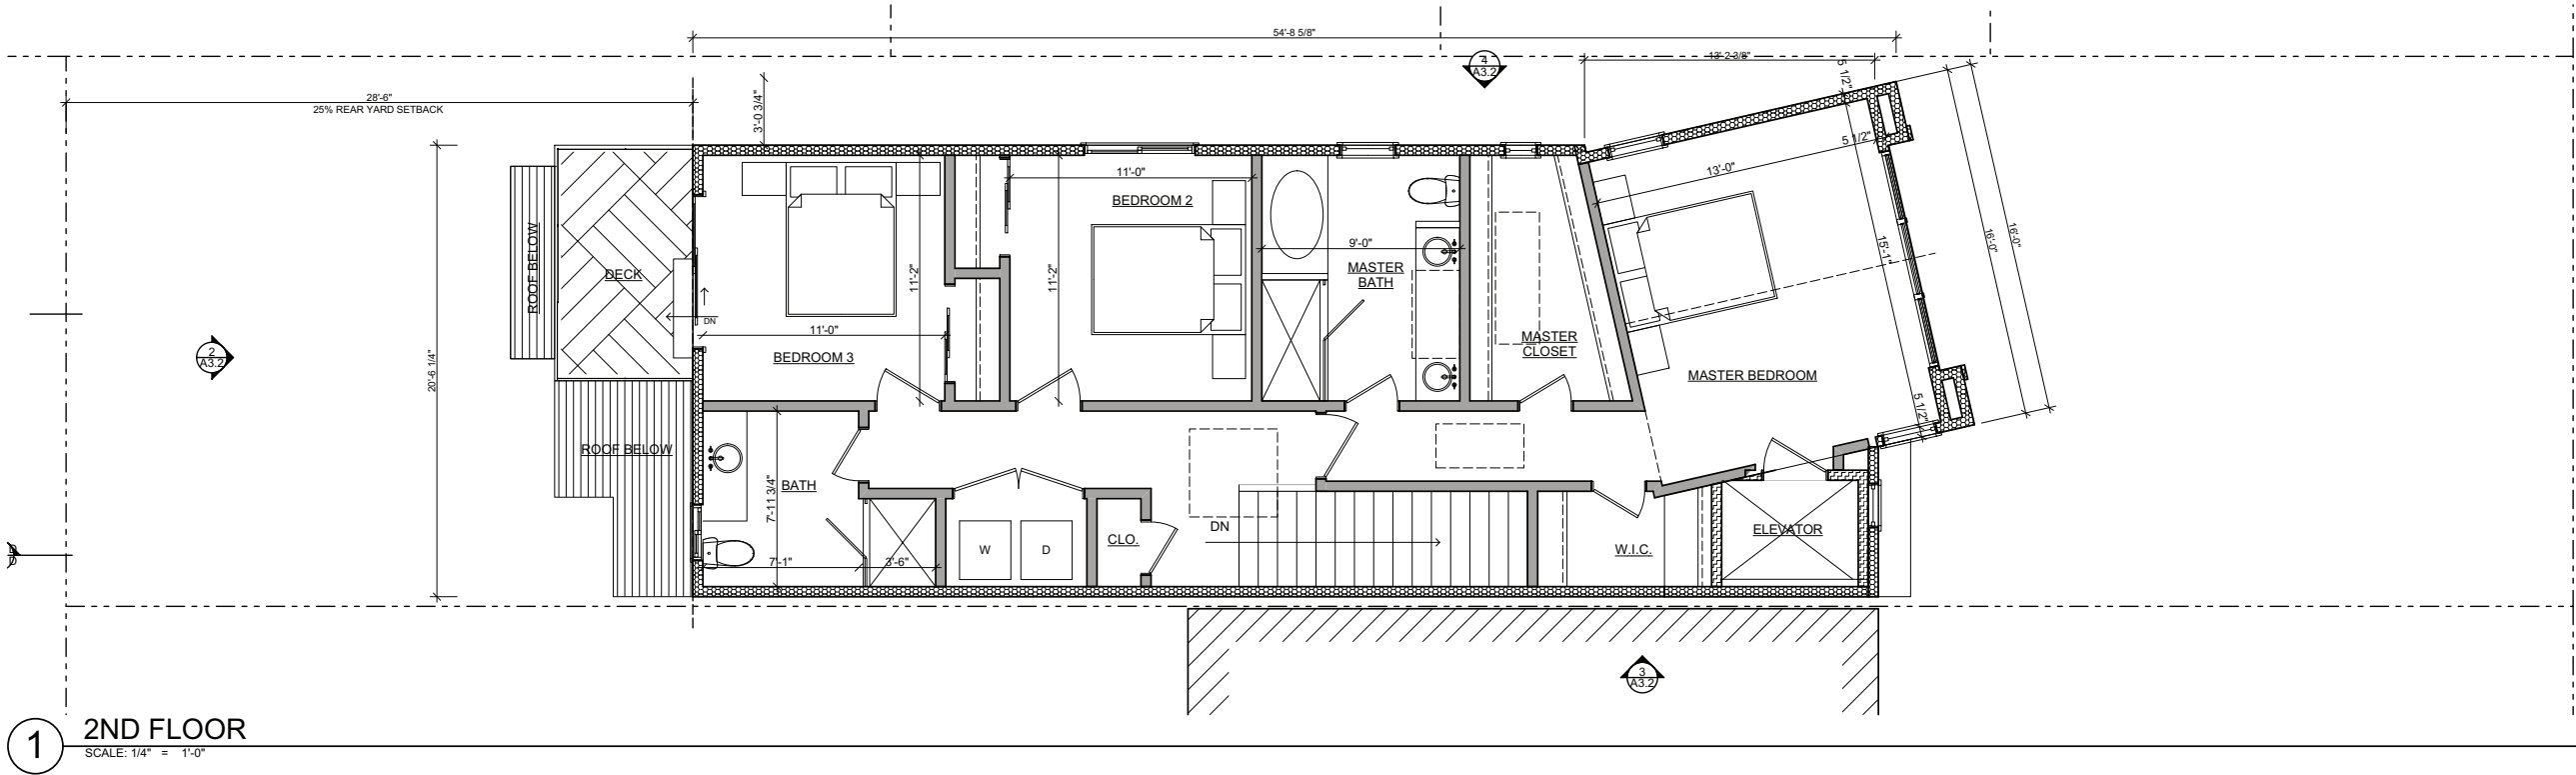 54'-8 5/8"
4
A3.2
13'-2 3/8"
5 1/2"
28'-6"
25% REAR YARD SETBACK
3'-0 3/4"
5 1/2"
13'-0"
11'-0"
BEDROOM 2
16'-0"
16'-0"
15'-1"
9'-0"
MASTER
BATH
ROOF BELOW
DECK
11'-2"
11'-2"
DN
11'-0"
BEDROOM 3
MASTER
CLOSET
2
A3.2
20'-6 1/4"
MASTER BEDROOM
5 1/2"
ROOF BELOW
BATH
7'-11 3/4"
DN
CLO.
W
D
W.I.C.
ELEVATOR
7'-1"
3'-6"
3
A3.2
1
2ND FLOOR
SCALE: 1/4" = 1'-0"